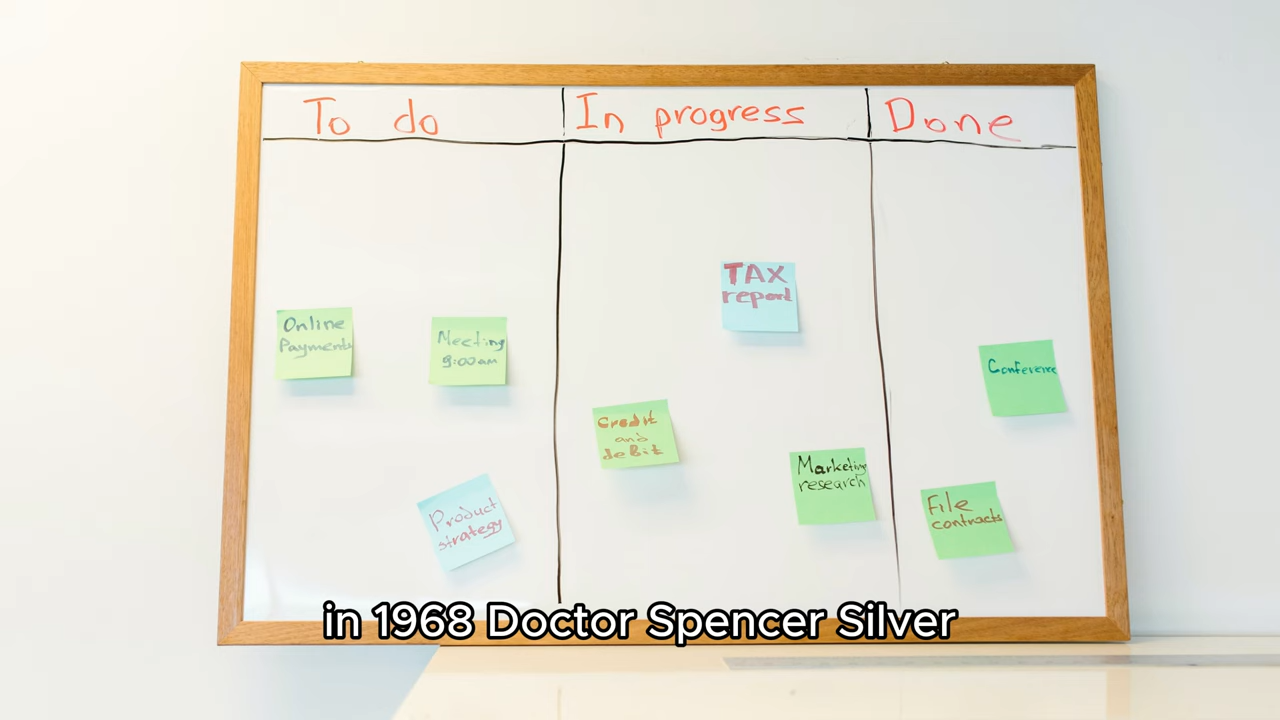 To do
In progress
Done
Online
Payments
Meeting
9:00am
Product
strategy
TAX
report
Credit
and
deBit
Marketing
research
Conference
File
contracts
in 1968 Doctor Spencer Silver